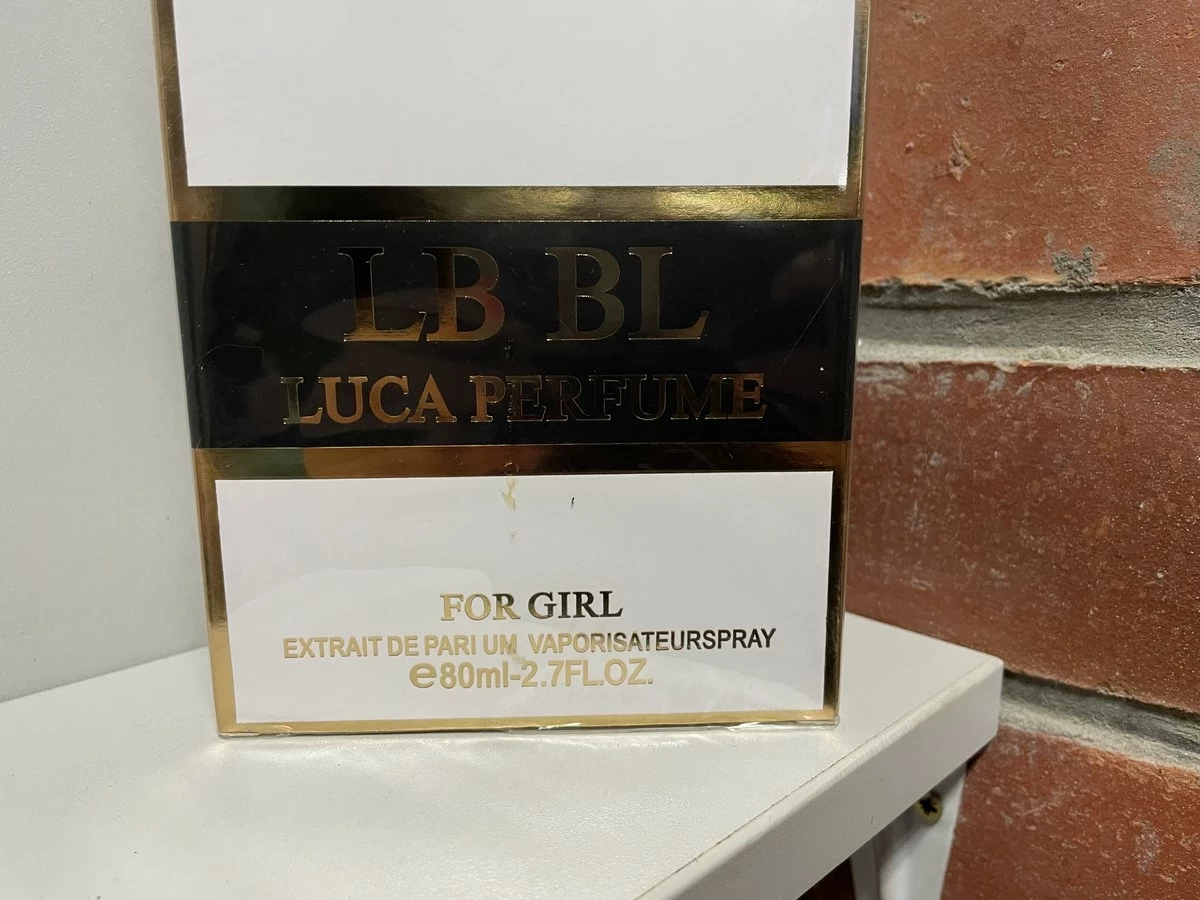 LB BL
LUCA PERFUME
FOR GIRL
EXTRAIT DE PARI UM VAPORISATEURSPRAY
e80ml-2.7FL.OZ.